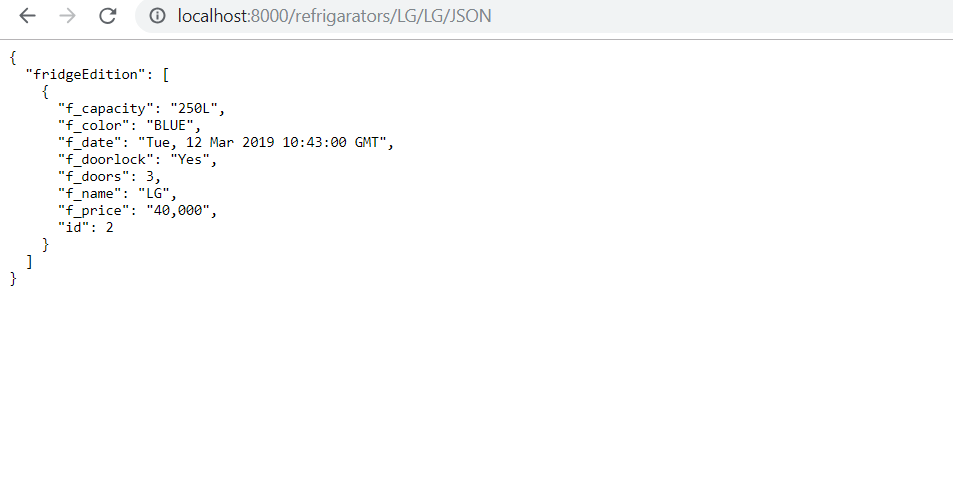 localhost:8000/refrigarators/LG/LG/JSON
{
  "fridgeEdition": [
    {
      "f_capacity": "250L",
      "f_color": "BLUE",
      "f_date": "Tue, 12 Mar 2019 10:43:00 GMT",
      "f_doorlock": "Yes",
      "f_doors": 3,
      "f_name": "LG",
      "f_price": "40,000",
      "id": 2
    }
  ]
}